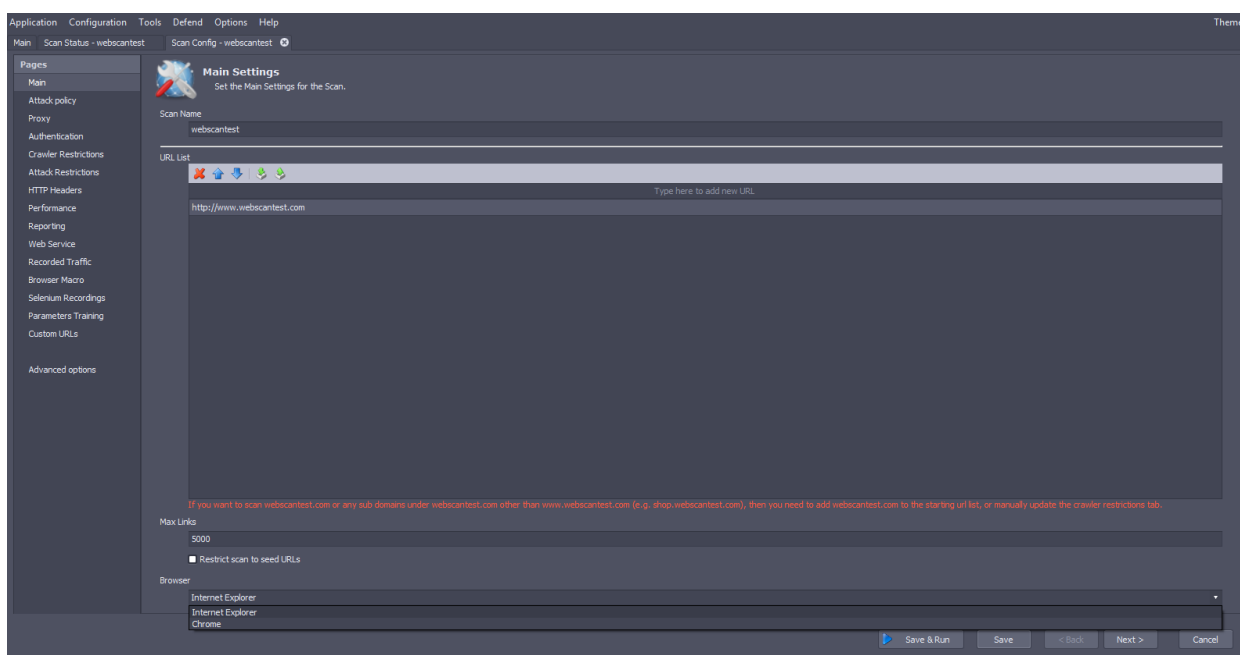 Application Configuration Tools Defend Options Help Theme
Main Scan Status - webscantest Scan Config - webscantest
Pages
Main
Attack policy
Proxy
Authentication
Crawler Restrictions
Attack Restrictions
HTTP Headers
Performance
Reporting
Web Service
Recorded Traffic
Browser Macro
Selenium Recordings
Parameters Training
Custom URLs
Advanced options
Main Settings
Set the Main Settings for the Scan.
Scan Name
webscantest
URL List
Type here to add new URL
http://www.webscantest.com
If you want to scan webscantest.com or any sub domains under webscantest.com other than www.webscantest.com (e.g. shop.webscantest.com), then you need to add webscantest.com to the starting url list, or manually update the crawler restrictions tab.
Max Links
5000
Restrict scan to seed URLs
Browser
Internet Explorer
Internet Explorer
Chrome
Save & Run Save < Back Next > Cancel